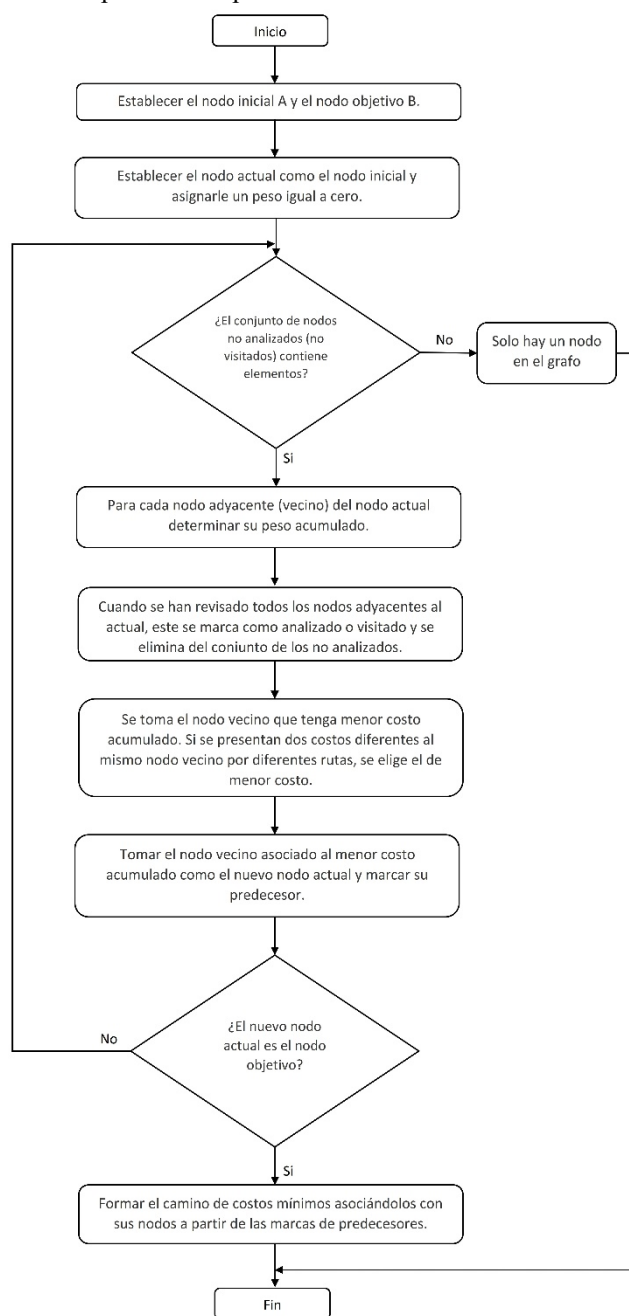 Inicio
Establecer el nodo inicial A y el nodo objetivo B.
Establecer el nodo actual como el nodo inicial y
asignarle un peso igual a cero.
¿El conjunto de nodos
no analizados (no
visitados) contiene
elementos?
No
Solo hay un nodo
en el grafo
Si
Para cada nodo adyacente (vecino) del nodo actual
determinar su peso acumulado.
Cuando se han revisado todos los nodos adyacentes al
actual, este se marca como analizado o visitado y se
elimina del conjunto de los no analizados.
Se toma el nodo vecino que tenga menor costo
acumulado. Si se presentan dos costos diferentes al
mismo nodo vecino por diferentes rutas, se elige el de
menor costo.
Tomar el nodo vecino asociado al menor costo
acumulado como el nuevo nodo actual y marcar su
predecesor.
No
¿El nuevo nodo
actual es el nodo
objetivo?
Si
Formar el camino de costos mínimos asociándolos con
sus nodos a partir de las marcas de predecesores.
Fin